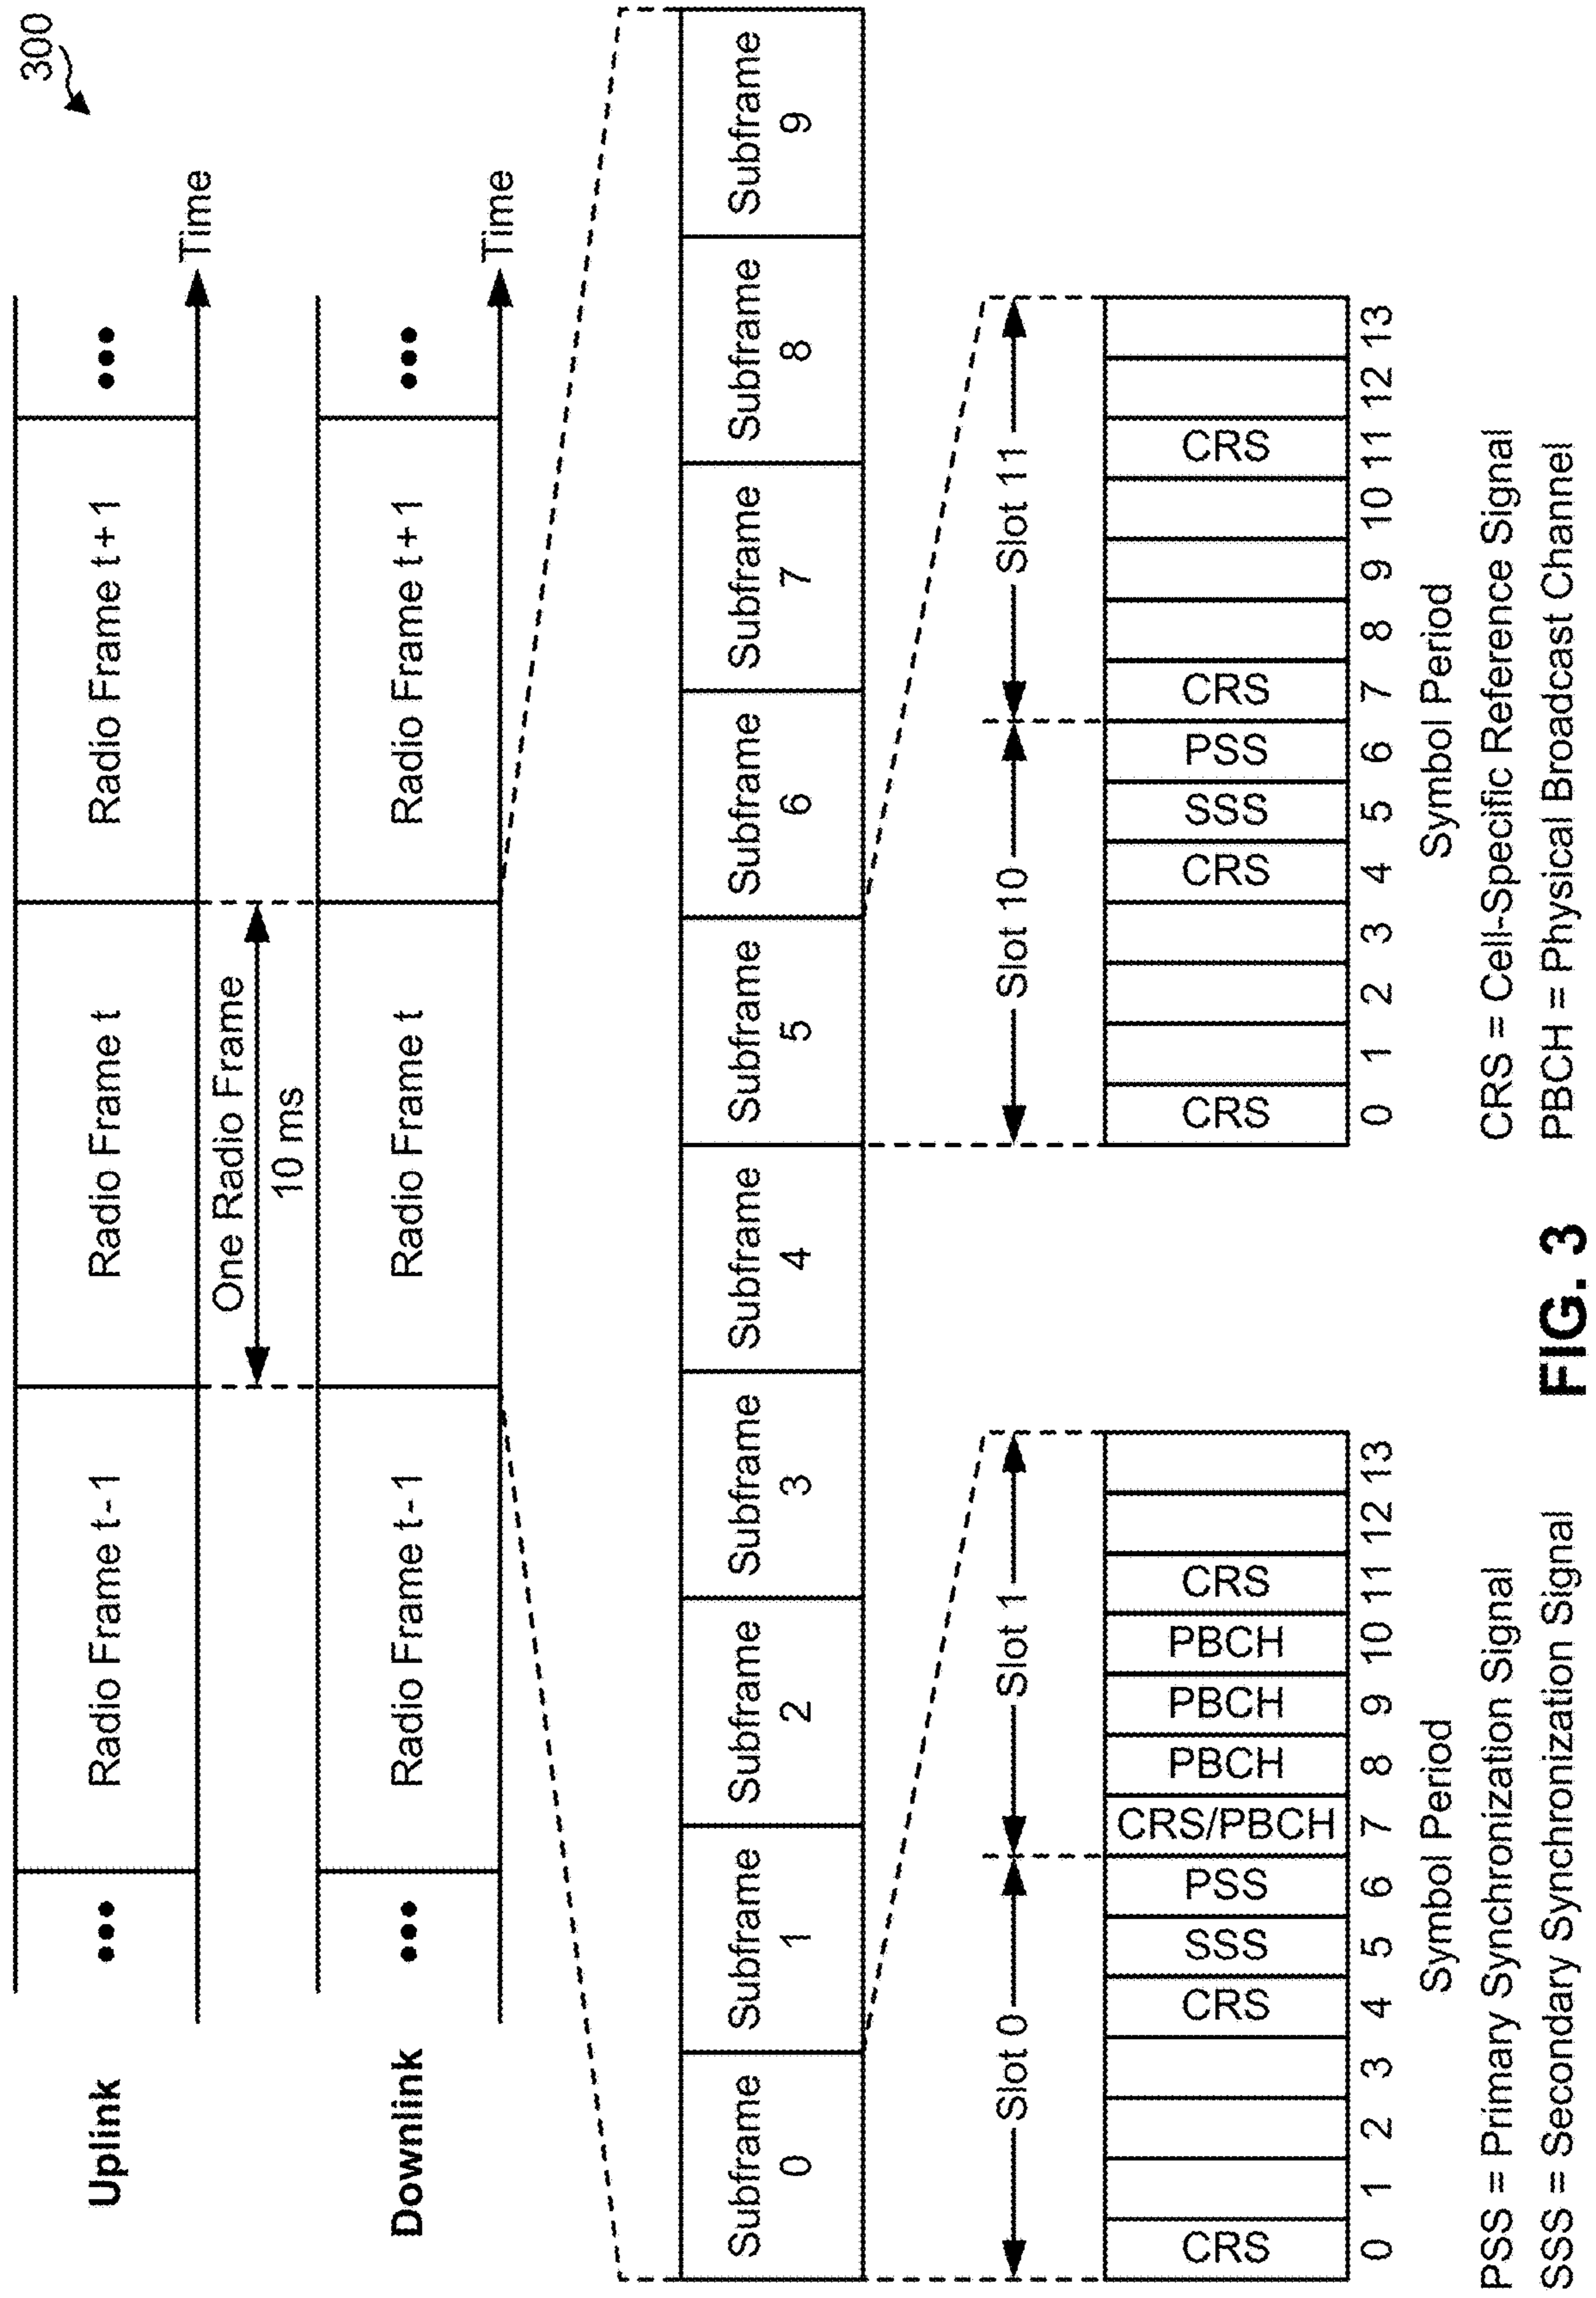 300
Uplink
••• Radio Frame t-1 Radio Frame t Radio Frame t+1 •••
Time
One Radio Frame
10 ms
Downlink
••• Radio Frame t-1 Radio Frame t Radio Frame t+1 •••
Time
Subframe Subframe Subframe Subframe Subframe Subframe Subframe Subframe Subframe Subframe
0 1 2 3 4 5 6 7 8 9
Slot 0 Slot 1
CRS CRS SSS PSS CRS/PBCH PBCH PBCH PBCH CRS
0 1 2 3 4 5 6 7 8 9 10 11 12 13
Symbol Period
Slot 10 Slot 11
CRS CRS SSS PSS CRS CRS
0 1 2 3 4 5 6 7 8 9 10 11 12 13
Symbol Period
PSS = Primary Synchronization Signal
SSS = Secondary Synchronization Signal
CRS = Cell-Specific Reference Signal
PBCH = Physical Broadcast Channel
FIG. 3